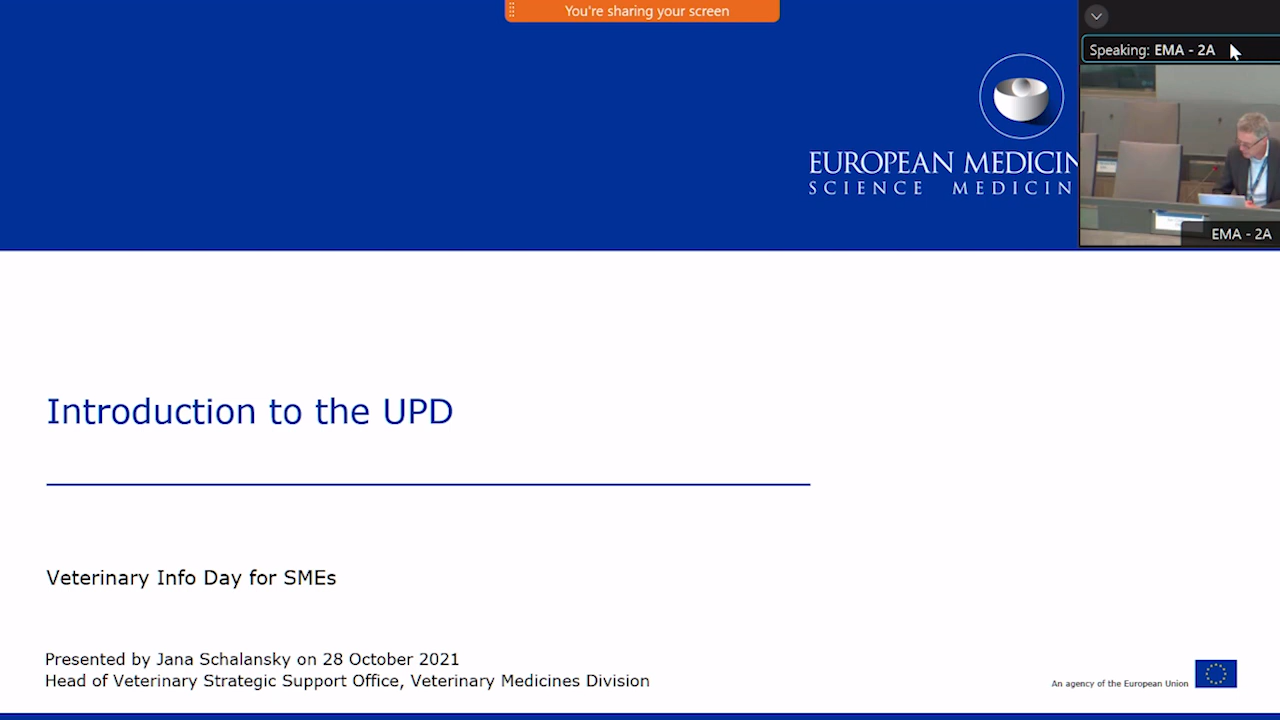 You're sharing your screen
Speaking: EMA - 2A
EUROPEAN MEDICIN
SCIENCE MEDICIN
EMA - 2A
Introduction to the UPD
Veterinary Info Day for SMEs
Presented by Jana Schalansky on 28 October 2021
Head of Veterinary Strategic Support Office, Veterinary Medicines Division
An agency of the European Union